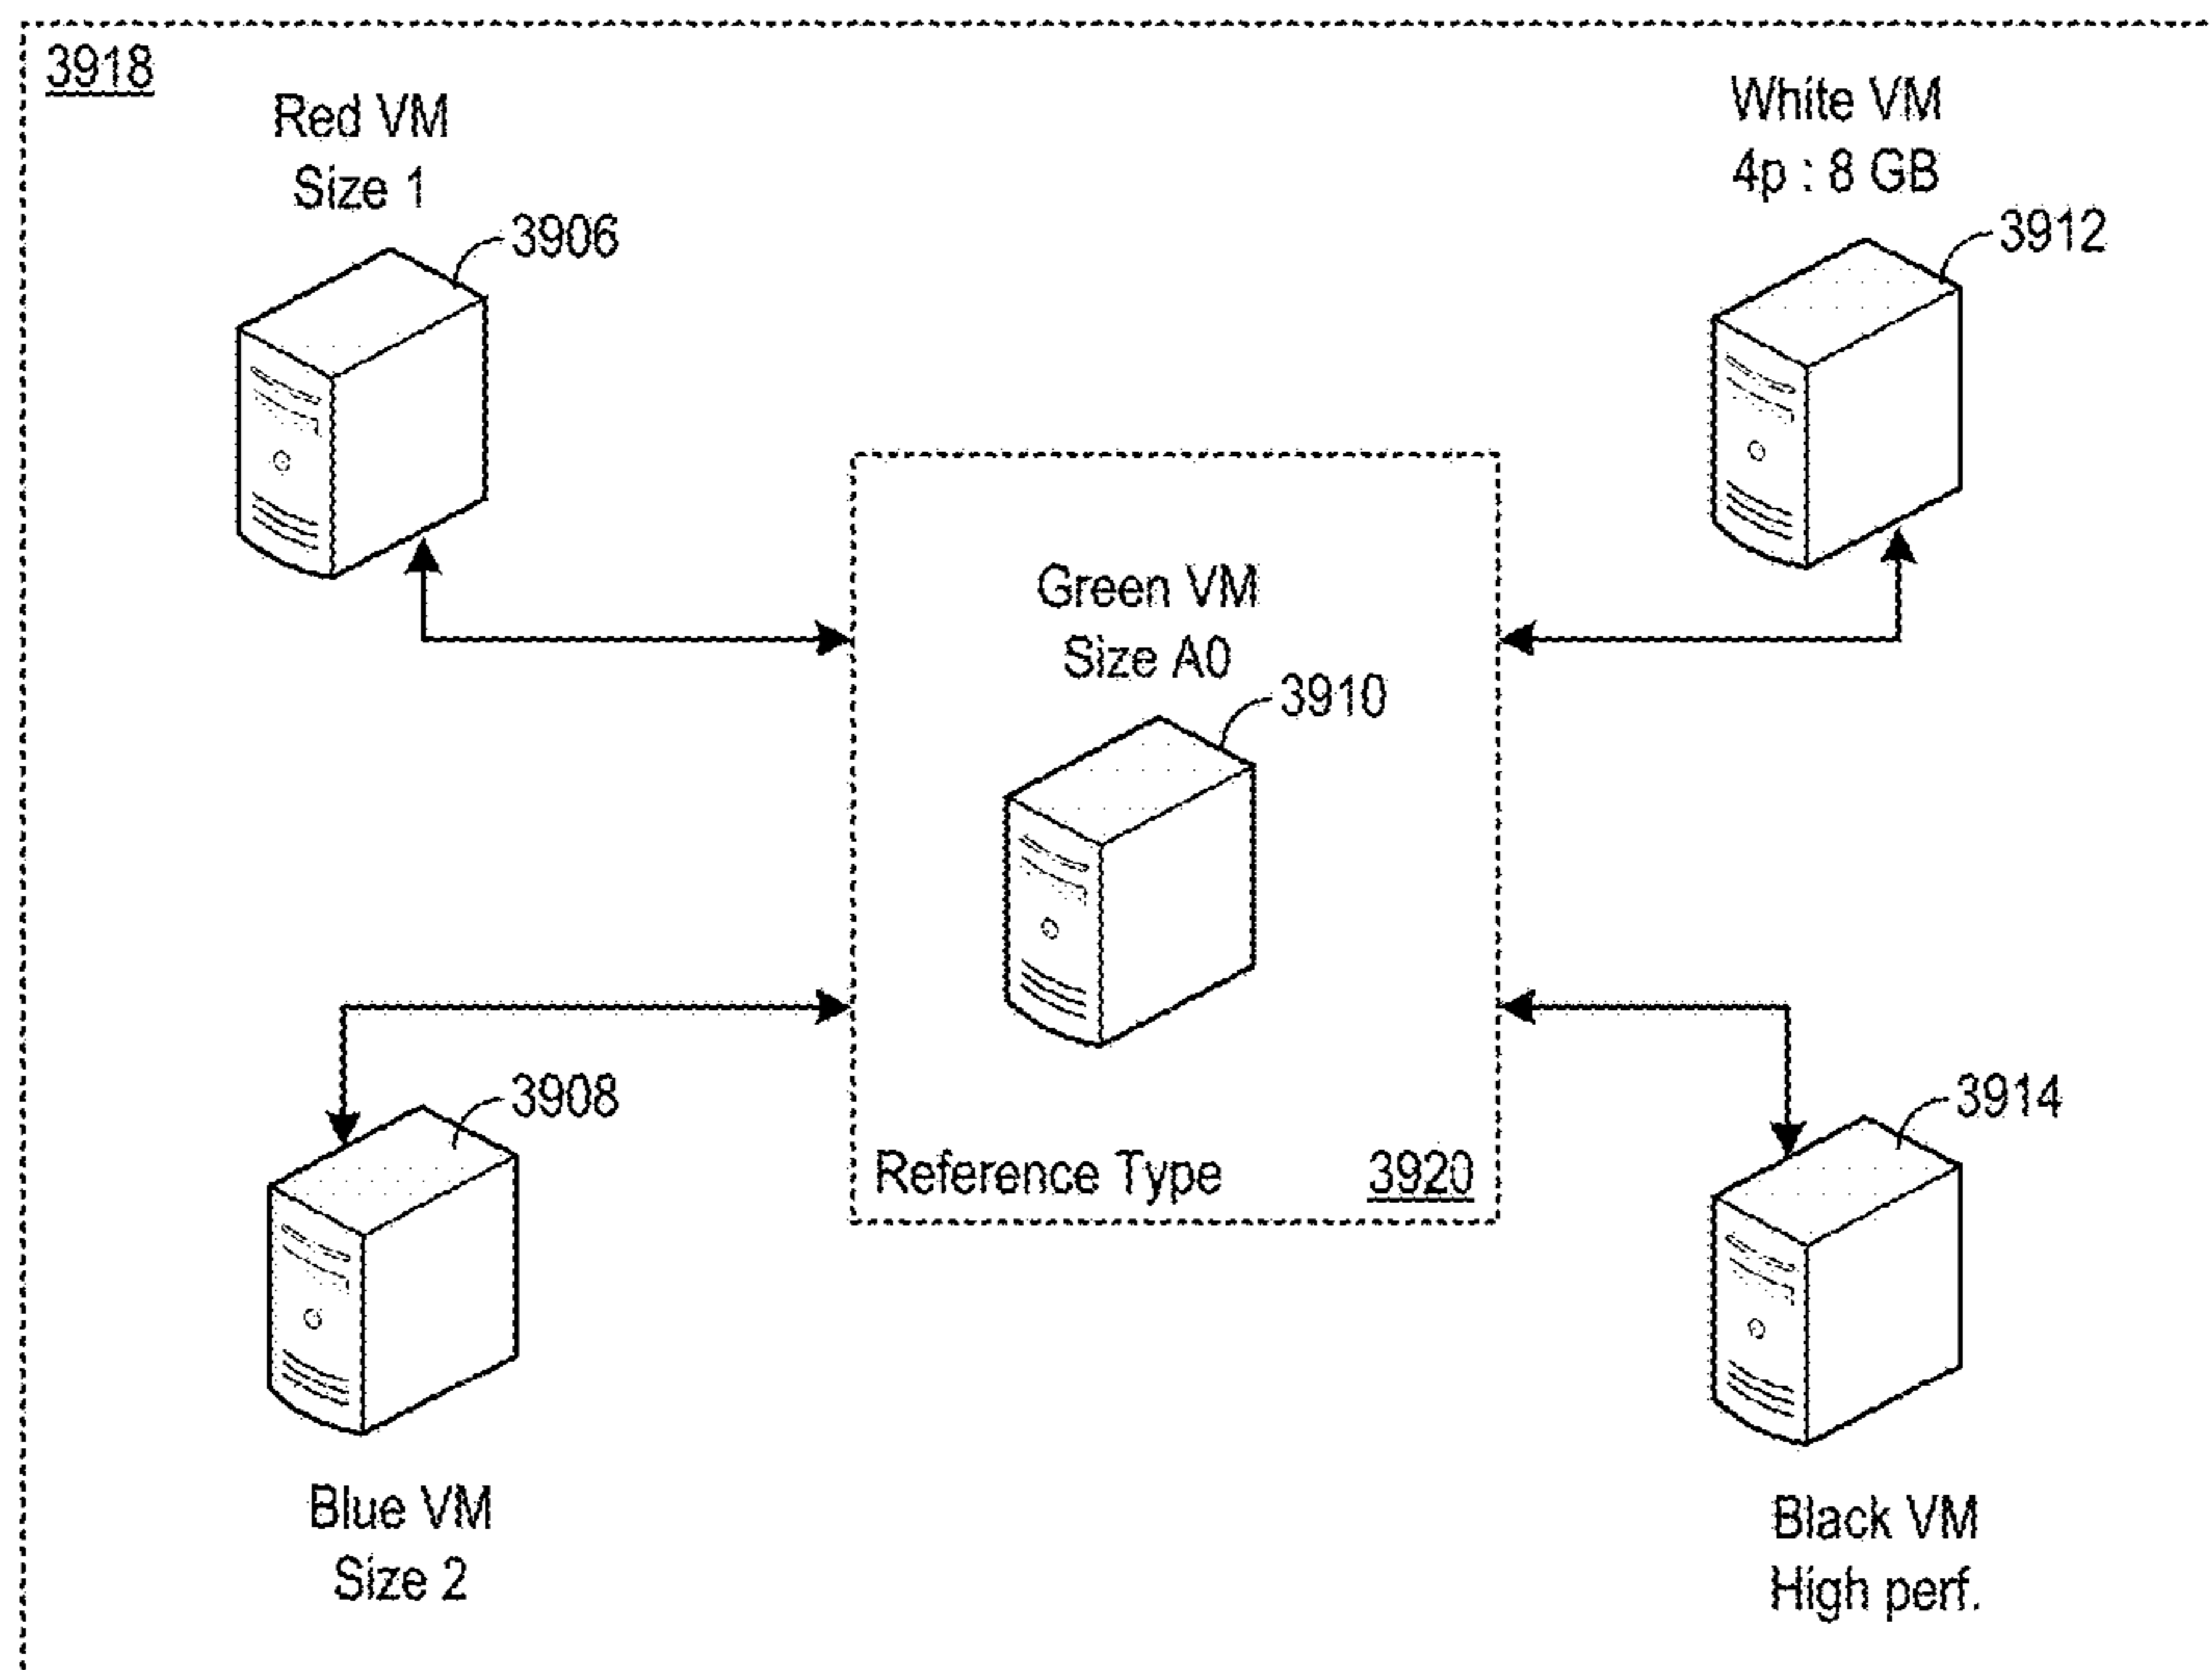 3918
Red VM
Size 1
3906
White VM
4p : 8 GB
3912
Green VM
Size A0
3910
Reference Type 3920
3908
Blue VM
Size 2
3914
Black VM
High perf.